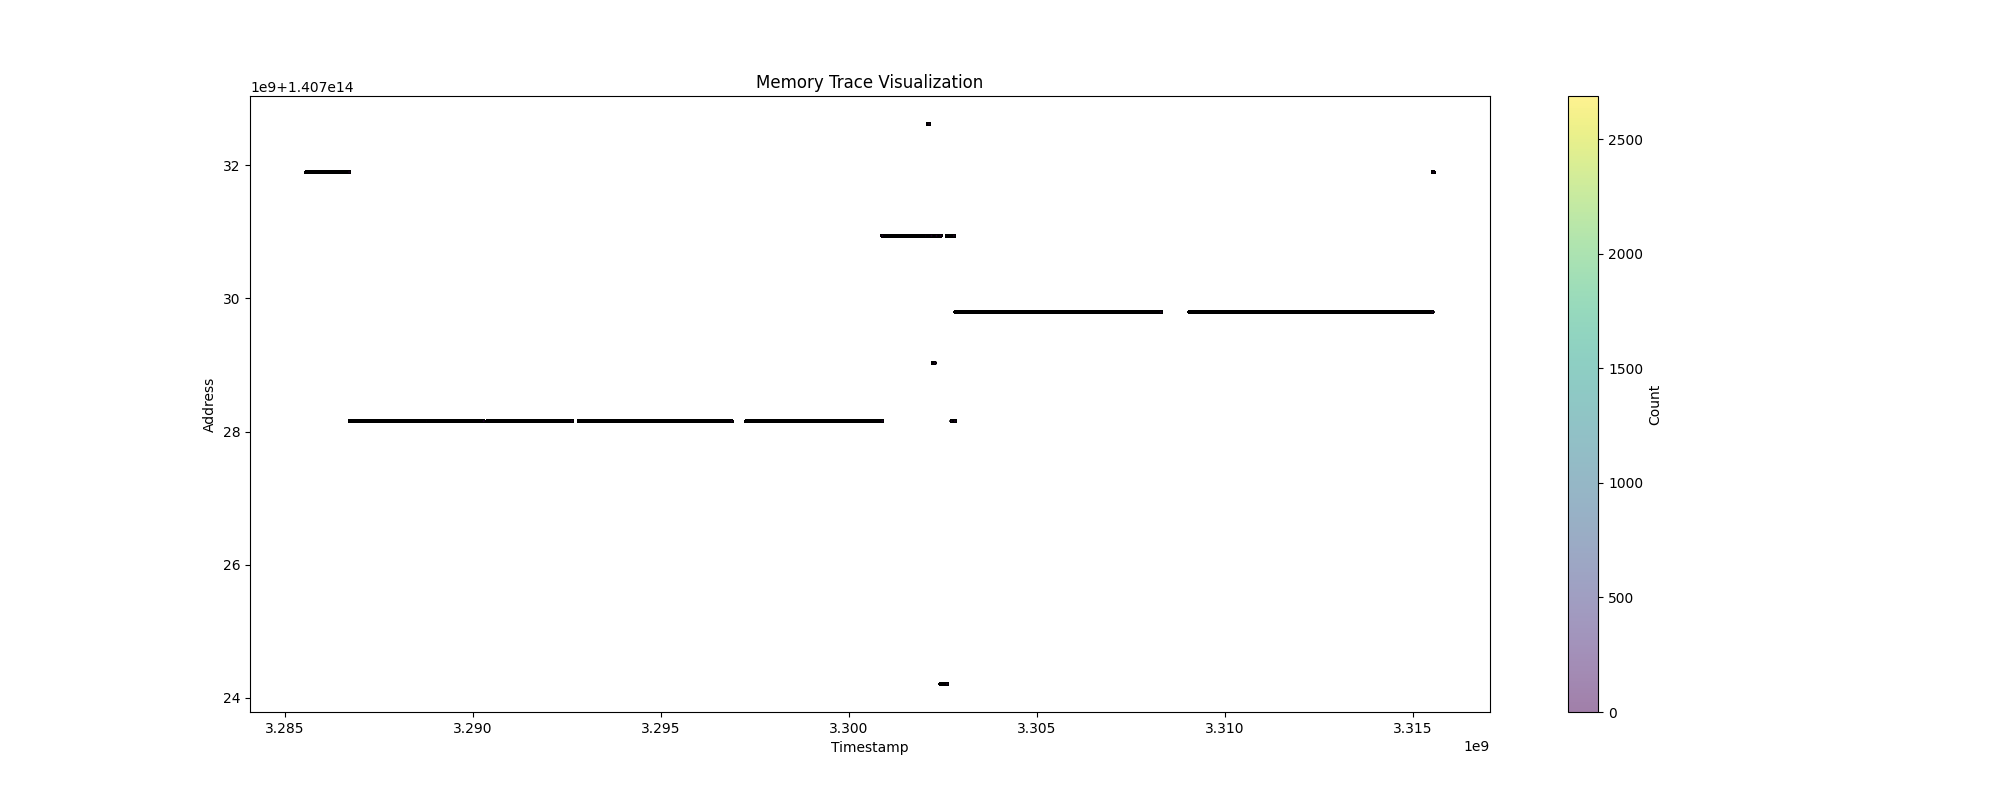 Memory Trace Visualization
1e9+1.407e14
32
30
28
26
24
Address
3.285 3.290 3.295 3.300 3.305 3.310 3.315
1e9
Timestamp
2500
2000
1500
1000
500
0
Count